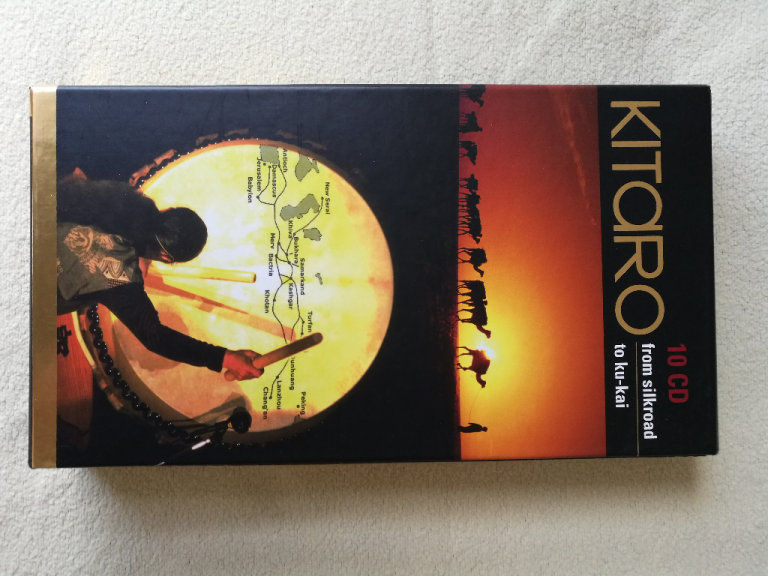 KITARO
10 CD
from silkroad
to ku-kai
Antioch
Jerusalem
Damascus
Babylon
New Serai
Khiva
Bukhara
Merv
Bactria
Samarkand
Kashgar
Khotan
Turfan
Lanzhou
Chang'an
Peking